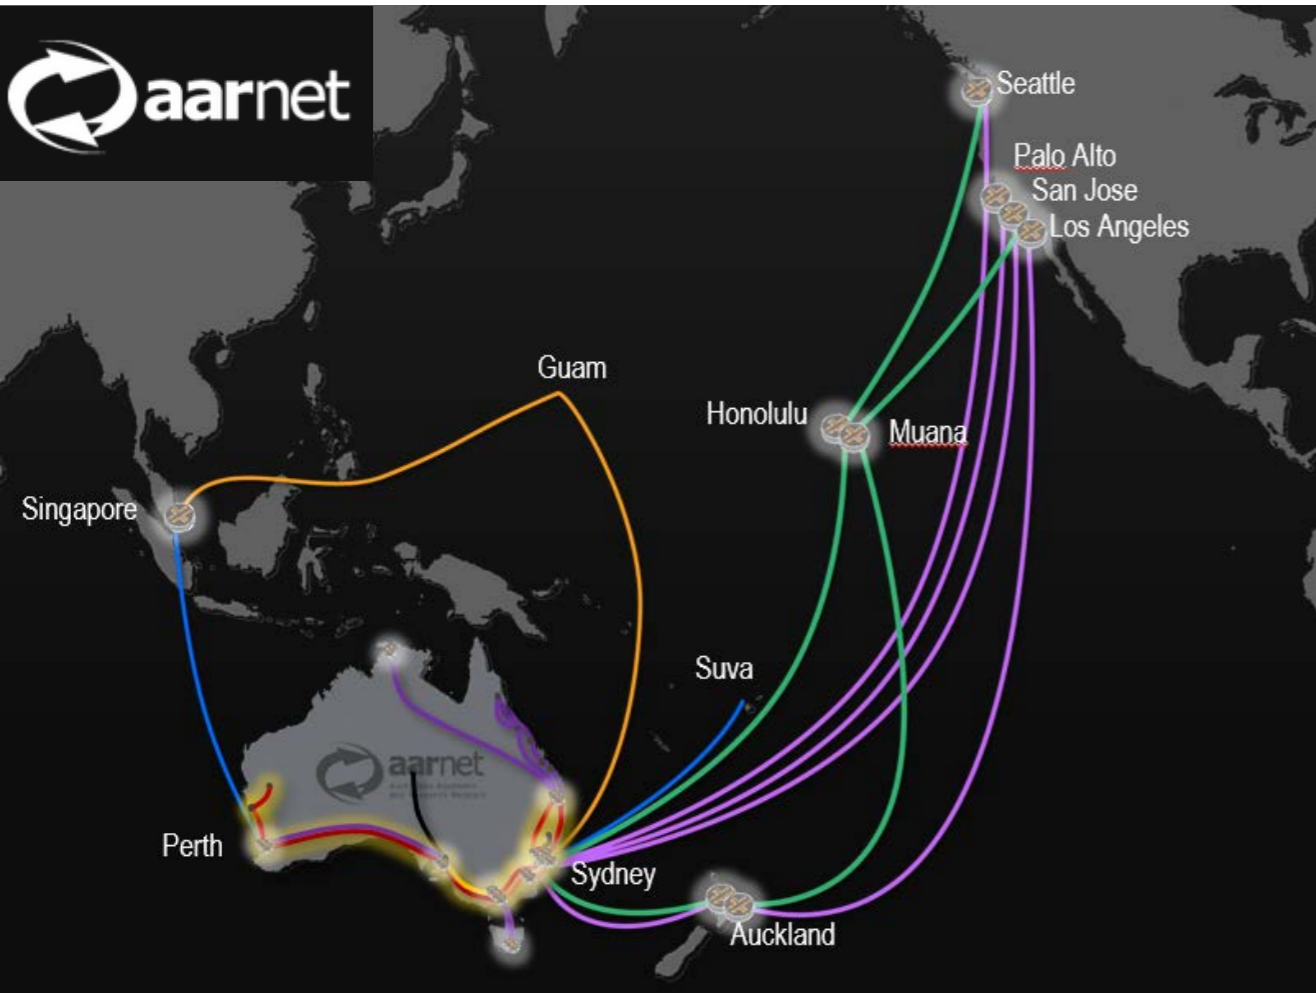 aarnet
Seattle
Palo Alto
San Jose
Los Angeles
Guam
Honolulu
Muana
Singapore
Suva
aarnet
Perth
Sydney
Auckland